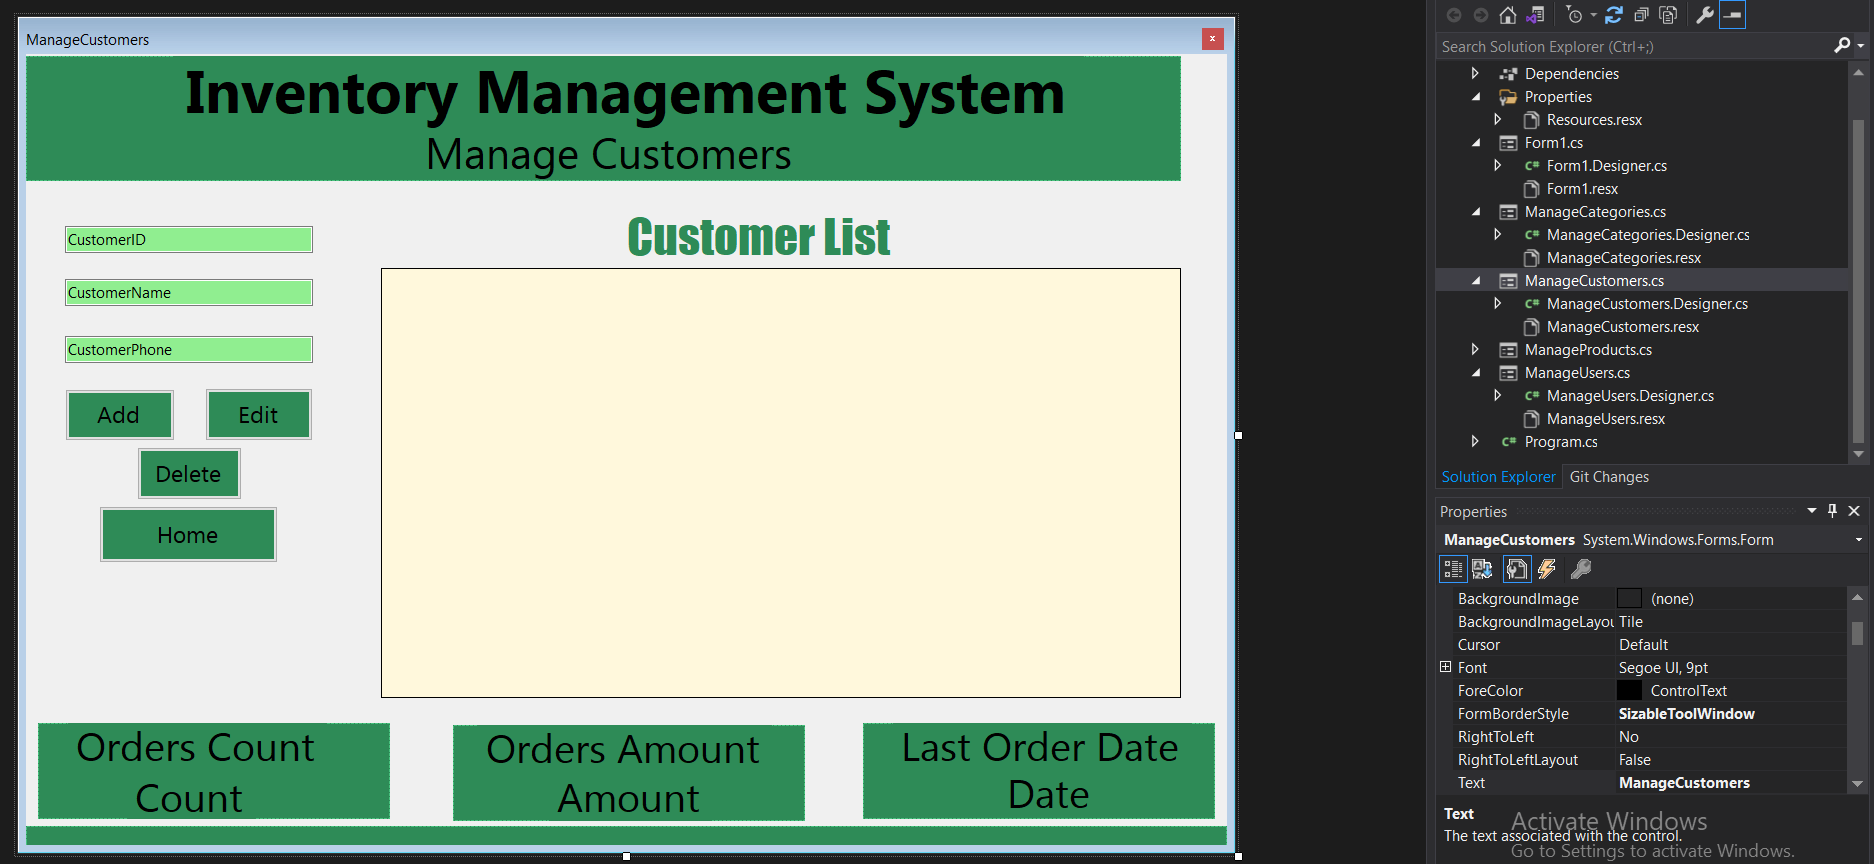 ManageCustomers
x
Inventory Management System
Manage Customers
CustomerID
CustomerName
CustomerPhone
Add
Edit
Delete
Home
Customer List
Orders Count
Count
Orders Amount
Amount
Last Order Date
Date
Search Solution Explorer (Ctrl+;)
Dependencies
Properties
Resources.resx
Form1.cs
C# Form1.Designer.cs
Form1.resx
ManageCategories.cs
C# ManageCategories.Designer.cs
ManageCategories.resx
ManageCustomers.cs
C# ManageCustomers.Designer.cs
ManageCustomers.resx
ManageProducts.cs
ManageUsers.cs
C# ManageUsers.Designer.cs
ManageUsers.resx
C# Program.cs
Solution Explorer Git Changes
Properties
ManageCustomers System.Windows.Forms.Form
BackgroundImage (none)
BackgroundImageLayou Tile
Cursor Default
Font Segoe UI, 9pt
ForeColor ControlText
FormBorderStyle SizableToolWindow
RightToLeft No
RightToLeftLayout False
Text ManageCustomers
Text
The text associated with the control.
Activate Windows
Go to Settings to activate Windows.